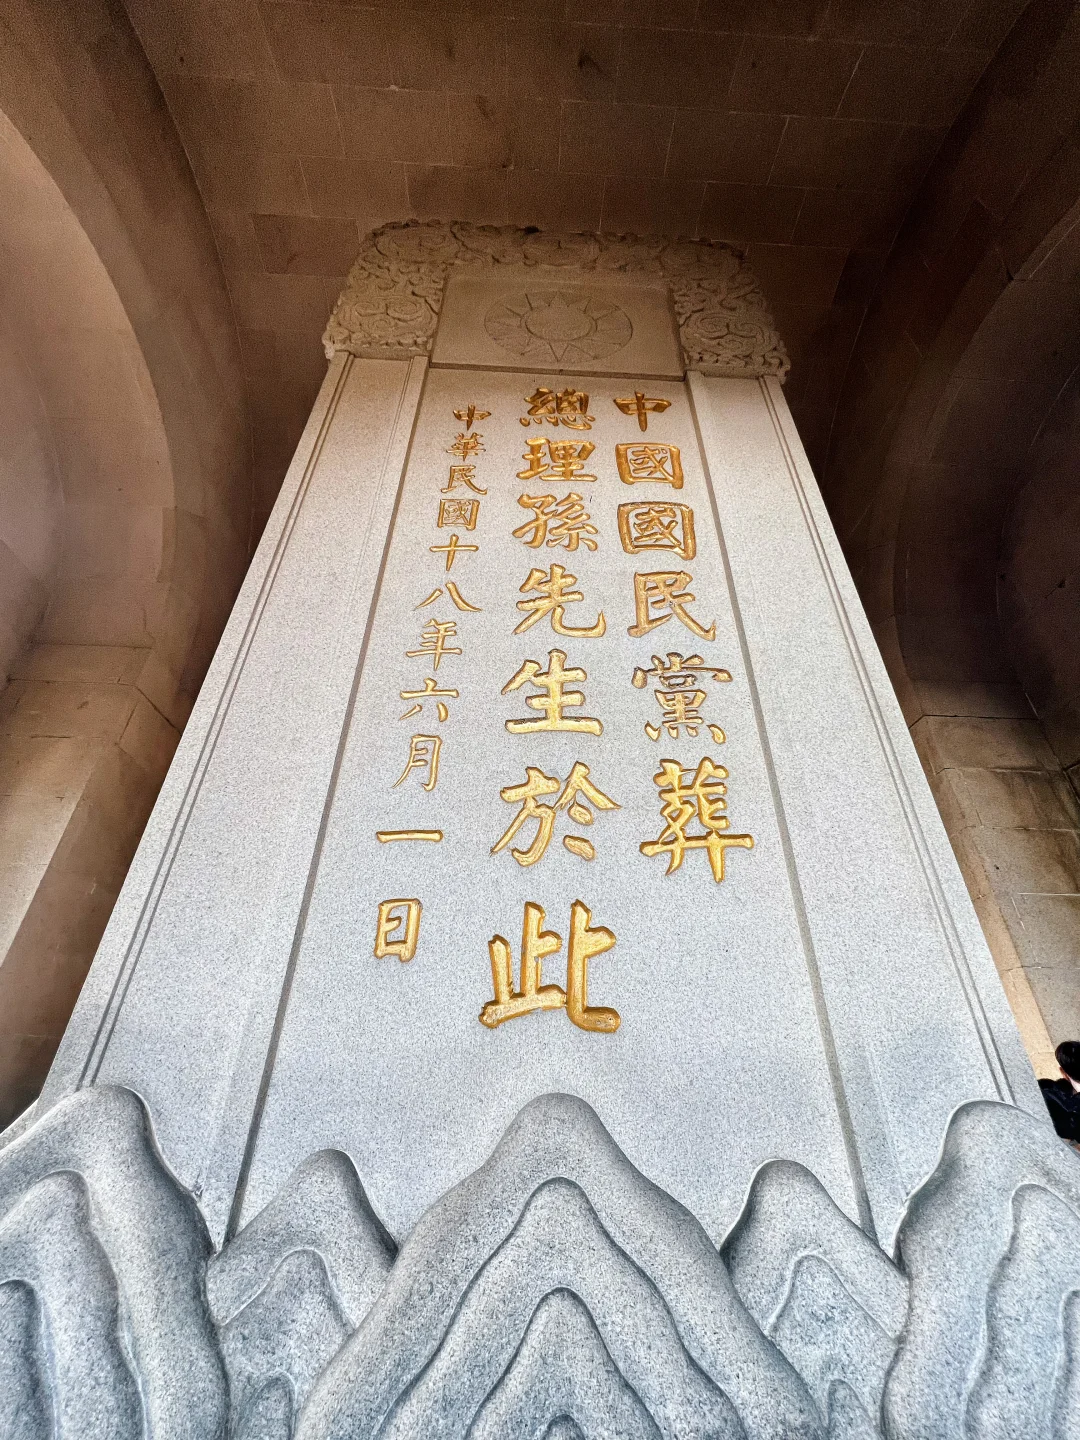 中國國民黨葬
總理孫先生於此
中華民國十八年六月一日